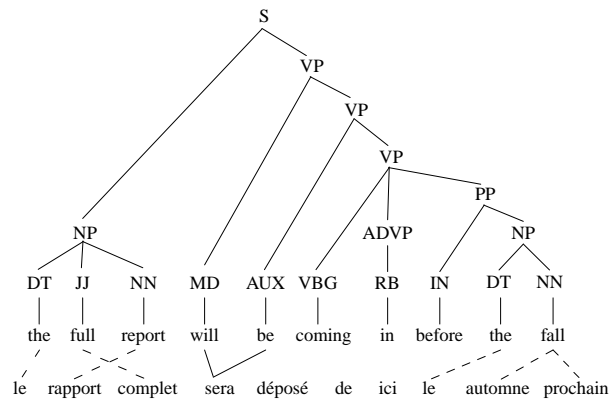 S
VP
VP
VP
PP
NP ADVP NP
DT JJ NN MD AUX VBG RB IN DT NN
the full report will be coming in before the fall
le rapport complet sera déposé de ici le automne prochain